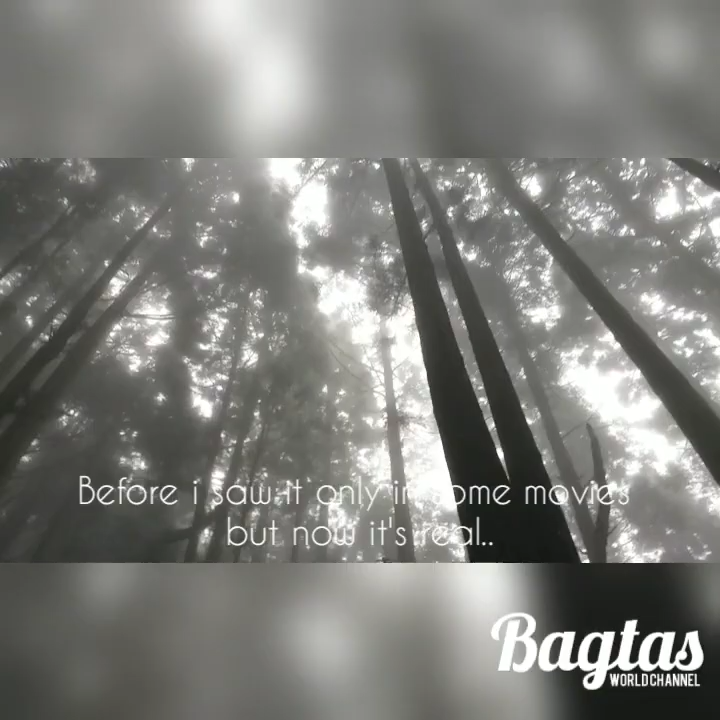 Before i saw it only in some movies
but now it's real..
Bagtas
WORLD CHANNEL